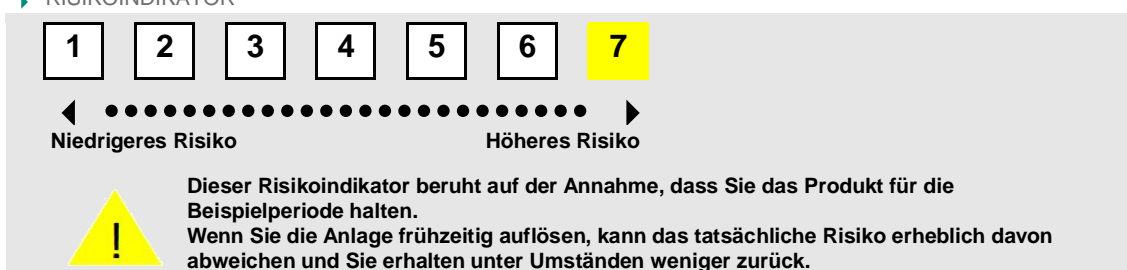 RISIKOINDIKATOR
1 2 3 4 5 6 7
Niedrigeres Risiko Höheres Risiko
Dieser Risikoindikator beruht auf der Annahme, dass Sie das Produkt für die
Beispielperiode halten.
!
Wenn Sie die Anlage frühzeitig auflösen, kann das tatsächliche Risiko erheblich davon
abweichen und Sie erhalten unter Umständen weniger zurück.